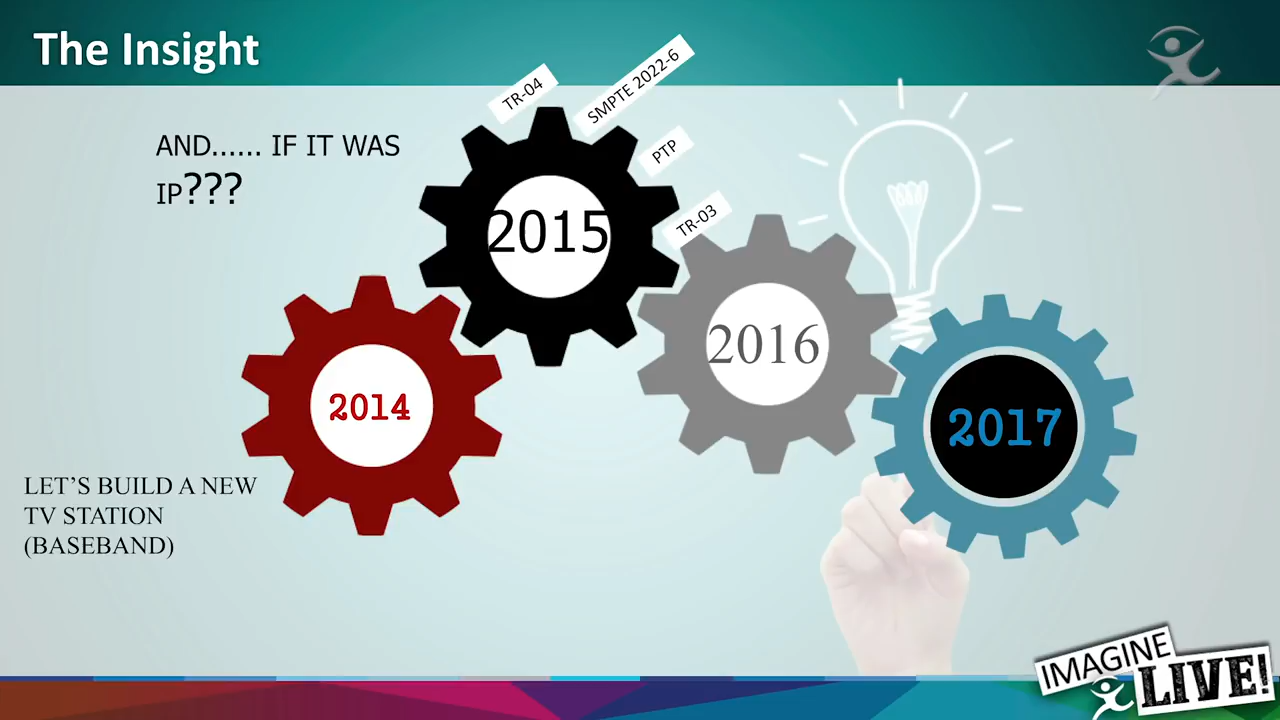 The Insight
TR-04
SMPTE 2022-6
AND...... IF IT WAS
IP???
PTP
2015
TR-03
2016
2014
2017
LET’S BUILD A NEW
TV STATION
(BASEBAND)
IMAGINE
LIVE!